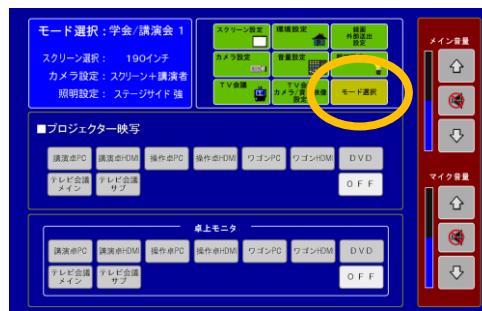 モード選択：学会/講演会 1
スクリーン選択： 190インチ
カメラ設定：スクリーン＋講演者
照明設定： ステージサイド 強
スクリーン設定
環境設定
録画
外部送出
設定
カメラ設定
音量設定
ＴＶ会議
ＴＶ会
カメラ/資 映像
設定
モード選択
メイン音量
マイク音量
■プロジェクター映写
講演卓PC
講演卓HDMI
操作卓PC
操作卓HDMI
ワゴンPC
ワゴンHDMI
ＤＶＤ
テレビ会議
メイン
テレビ会議
サブ
ＯＦＦ
卓上モニタ
講演卓PC
講演卓HDMI
操作卓PC
操作卓HDMI
ワゴンPC
ワゴンHDMI
ＤＶＤ
テレビ会議
メイン
テレビ会議
サブ
ＯＦＦ